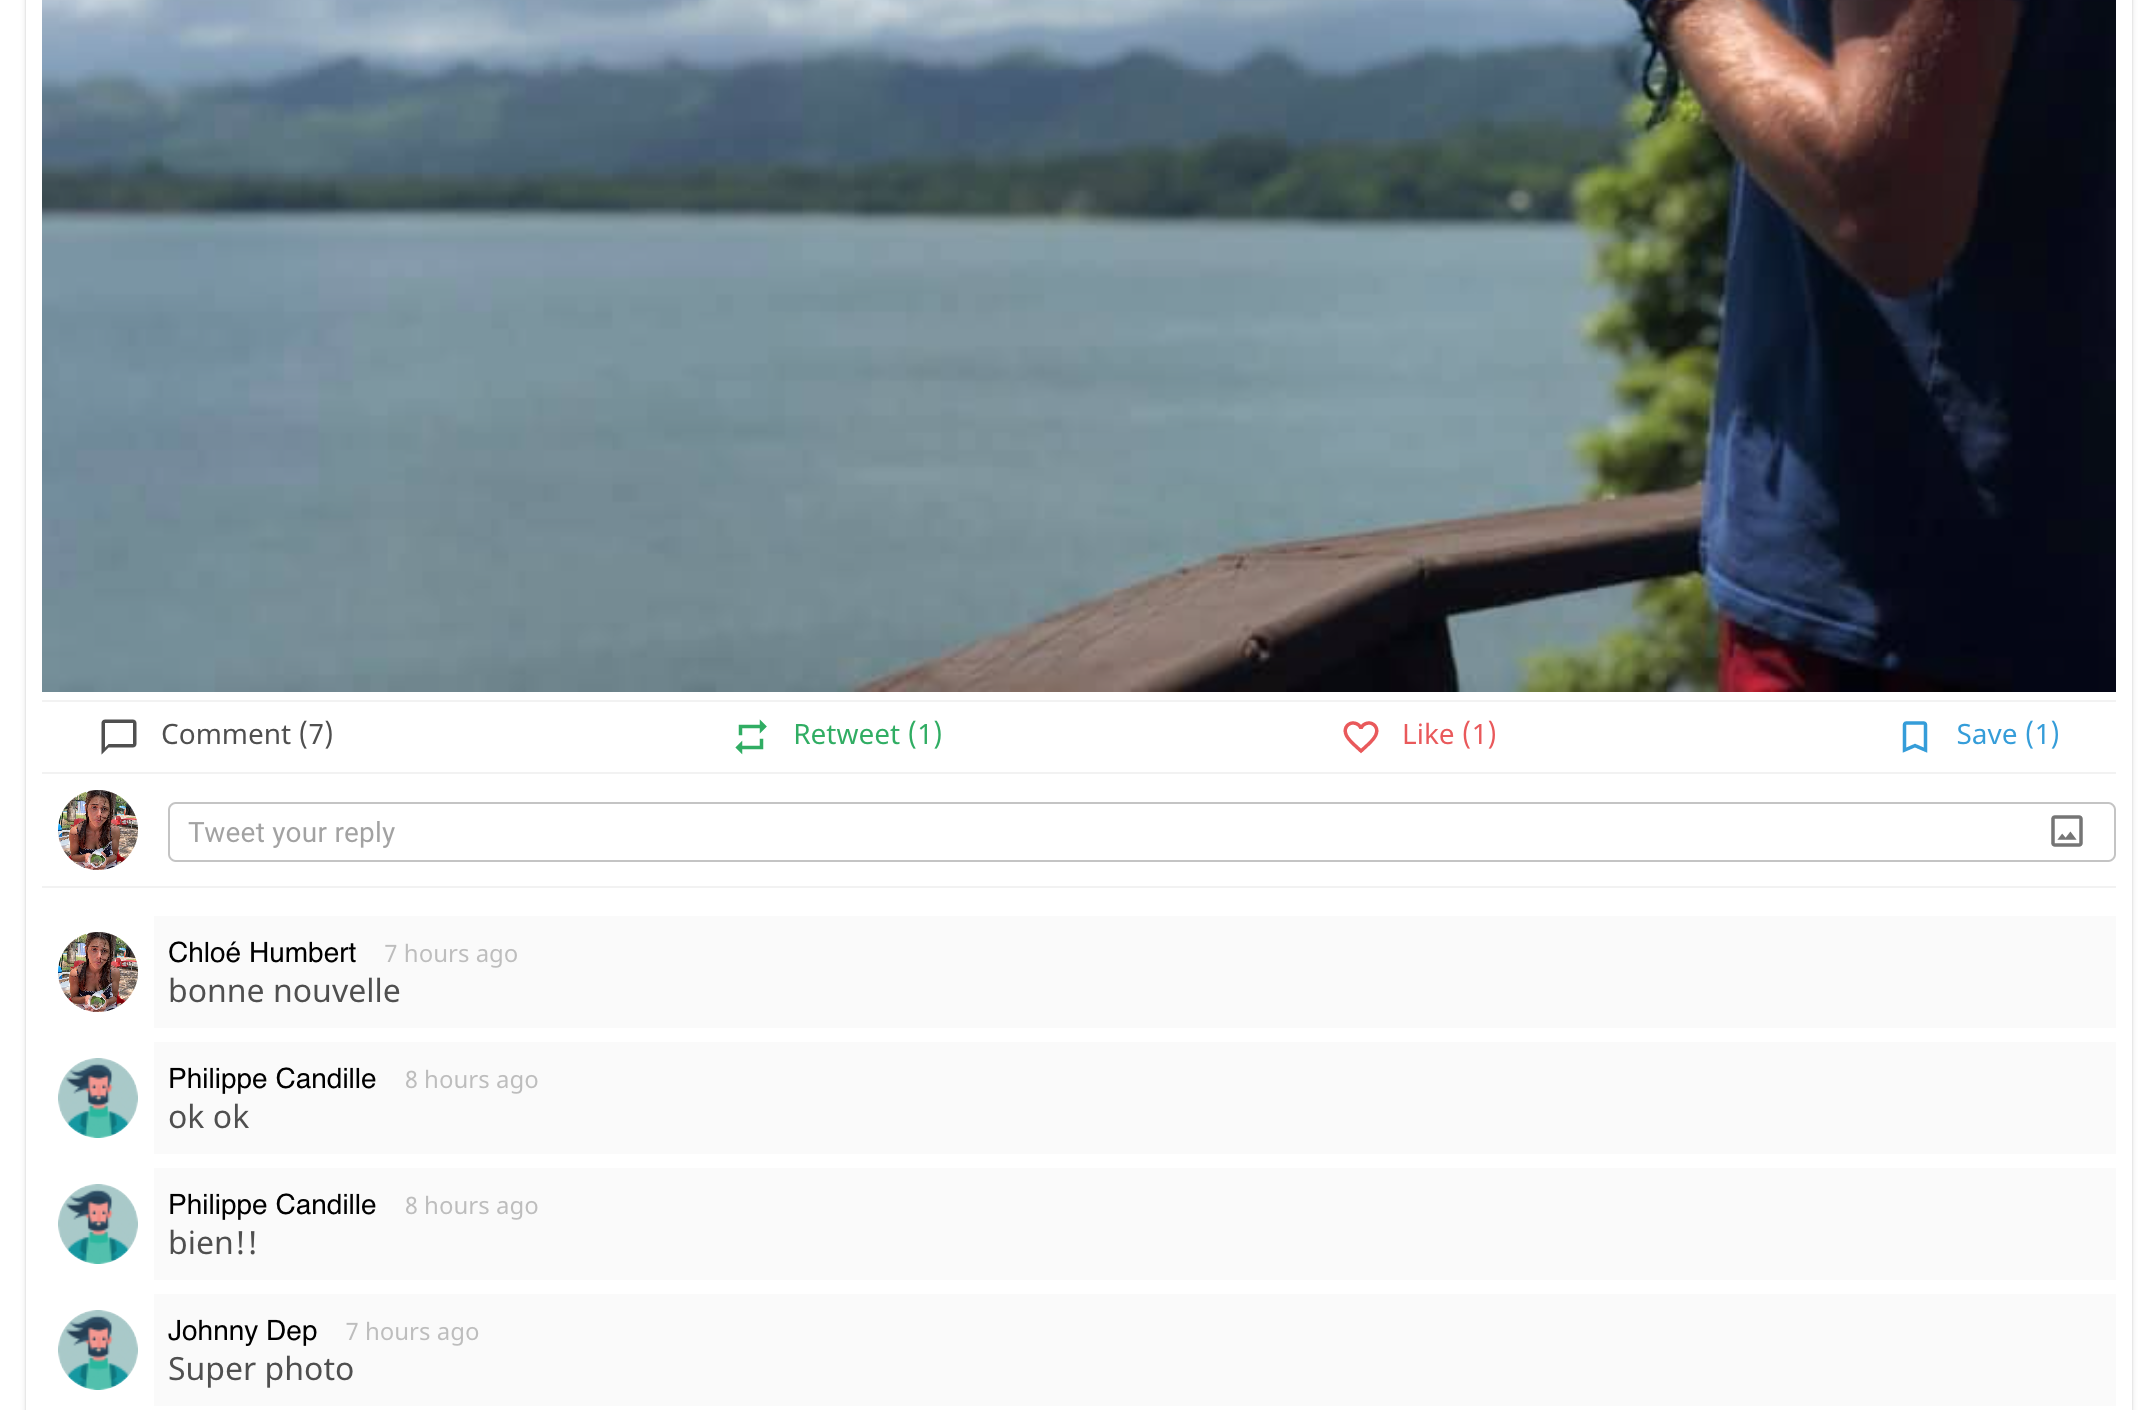 Comment (7) Retweet (1) Like (1) Save (1)
Tweet your reply
Chloé Humbert 7 hours ago
bonne nouvelle
Philippe Candille 8 hours ago
ok ok
Philippe Candille 8 hours ago
bien!!
Johnny Dep 7 hours ago
Super photo